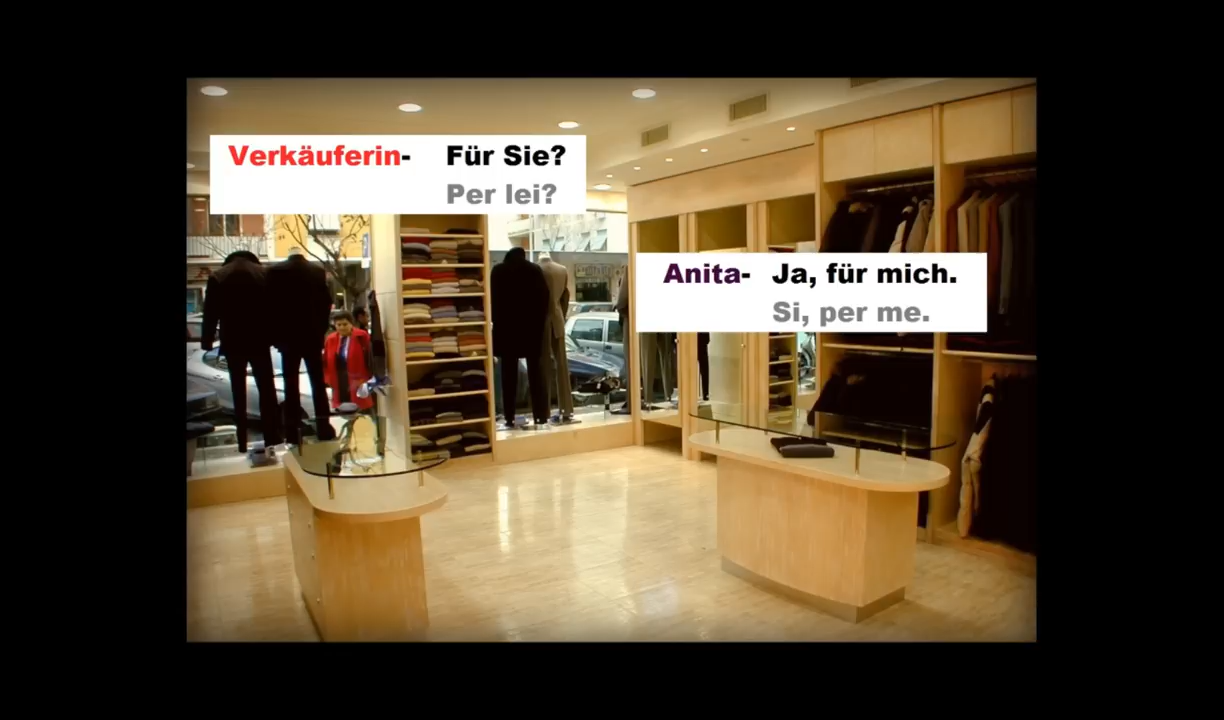 Verkäuferin- Für Sie?
Per lei?
Anita- Ja, für mich.
Si, per me.